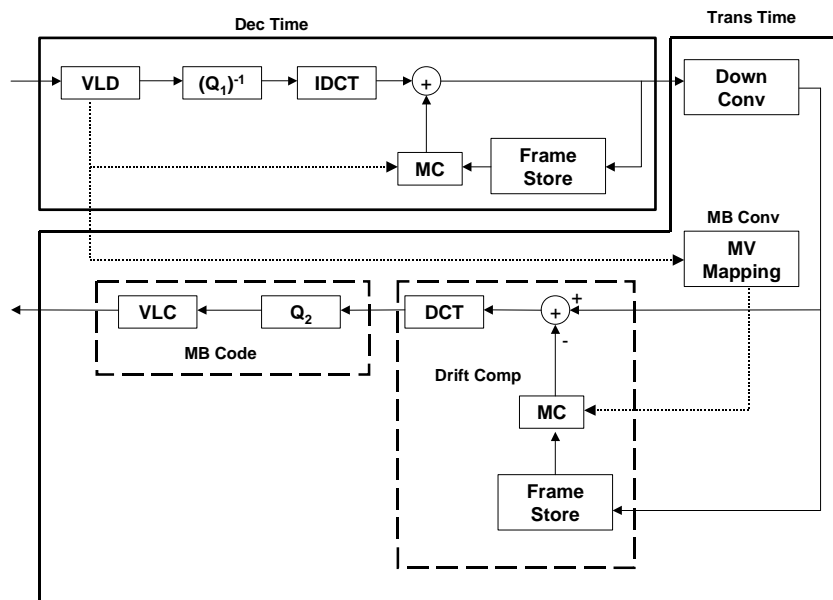 Dec Time
Trans Time
VLD
(Q₁)⁻¹
IDCT
+
Down
Conv
MC
Frame
Store
MB Conv
MV
Mapping
VLC
Q₂
DCT
+
+
-
MB Code
Drift Comp
MC
Frame
Store